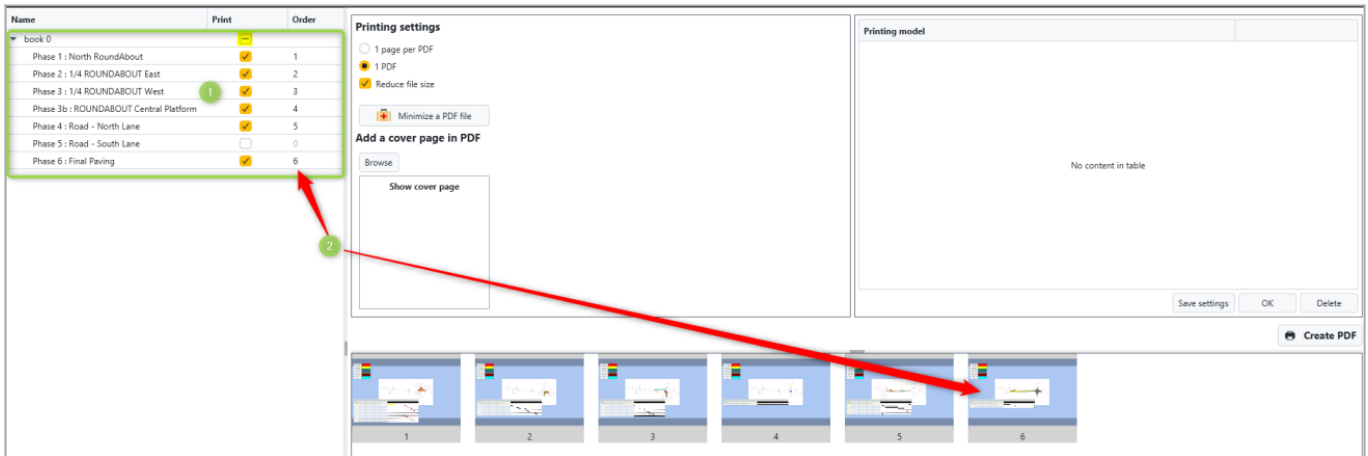 Name Print Order
book 0
Phase 1 : North RoundAbout 1
Phase 2 : 1/4 ROUNDABOUT East 2
Phase 3 : 1/4 ROUNDABOUT West 3
1
Phase 3b : ROUNDABOUT Central Platform 4
Phase 4 : Road - North Lane 5
Phase 5 : Road - South Lane 0
Phase 6 : Final Paving 6
2
Printing settings
1 page per PDF
1 PDF
Reduce file size
Minimize a PDF file
Add a cover page in PDF
Browse
Show cover page
Printing model
No content in table
Save settings OK Delete
Create PDF
1 2 3 4 5 6